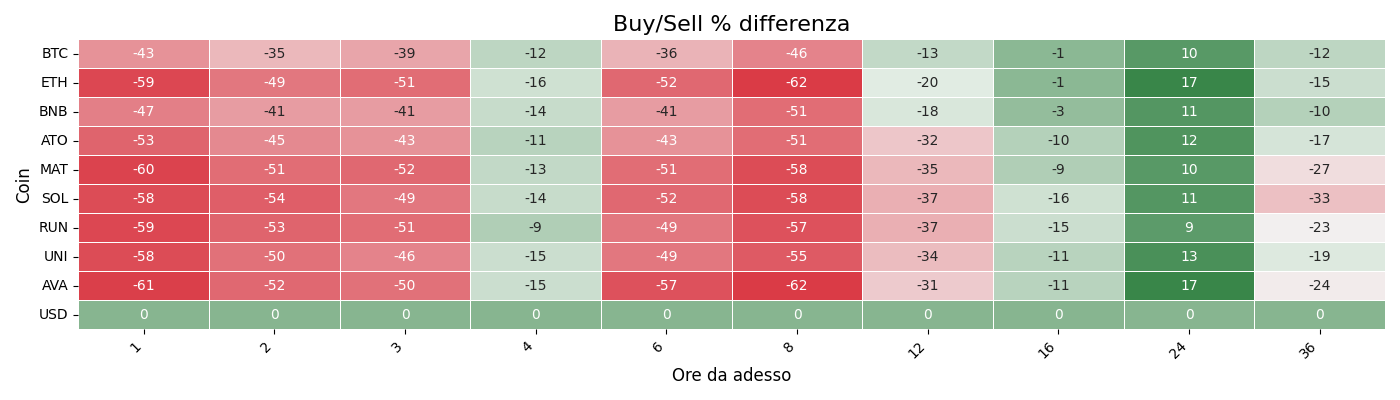 Buy/Sell % differenza
Coin
BTC -43 -35 -39 -12 -36 -46 -13 -1 10 -12
ETH -59 -49 -51 -16 -52 -62 -20 -1 17 -15
BNB -47 -41 -41 -14 -41 -51 -18 -3 11 -10
ATO -53 -45 -43 -11 -43 -51 -32 -10 12 -17
MAT -60 -51 -52 -13 -51 -58 -35 -9 10 -27
SOL -58 -54 -49 -14 -52 -58 -37 -16 11 -33
RUN -59 -53 -51 -9 -49 -57 -37 -15 9 -23
UNI -58 -50 -46 -15 -49 -55 -34 -11 13 -19
AVA -61 -52 -50 -15 -57 -62 -31 -11 17 -24
USD 0 0 0 0 0 0 0 0 0 0
1 2 3 4 6 8 12 16 24 36
Ore da adesso